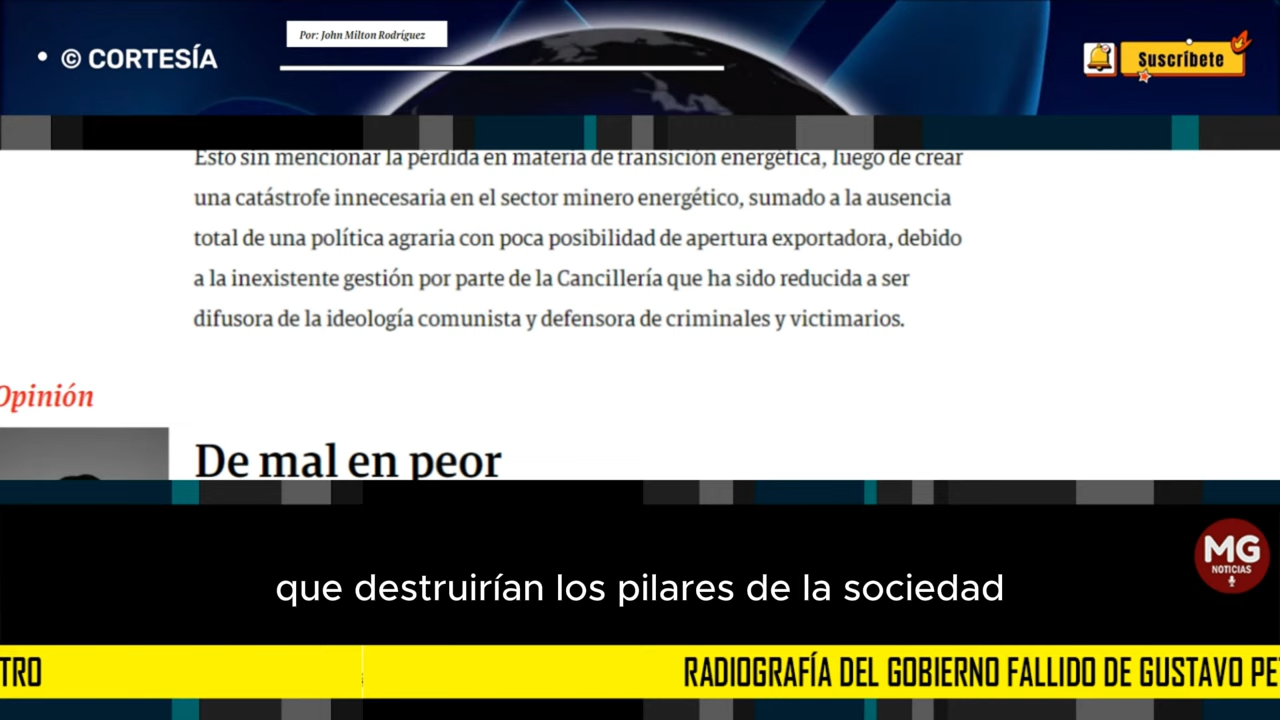 Por: John Milton Rodríguez
• © CORTESÍA
Suscríbete
Esto sin mencionar la pérdida en materia de transición energética, luego de crear
una catástrofe innecesaria en el sector minero energético, sumado a la ausencia
total de una política agraria con poca posibilidad de apertura exportadora, debido
a la inexistente gestión por parte de la Cancillería que ha sido reducida a ser
difusora de la ideología comunista y defensora de criminales y victimarios.
Opinión
De mal en peor
MG
NOTICIAS
que destruirían los pilares de la sociedad
TRO
RADIOGRAFÍA DEL GOBIERNO FALLIDO DE GUSTAVO PE